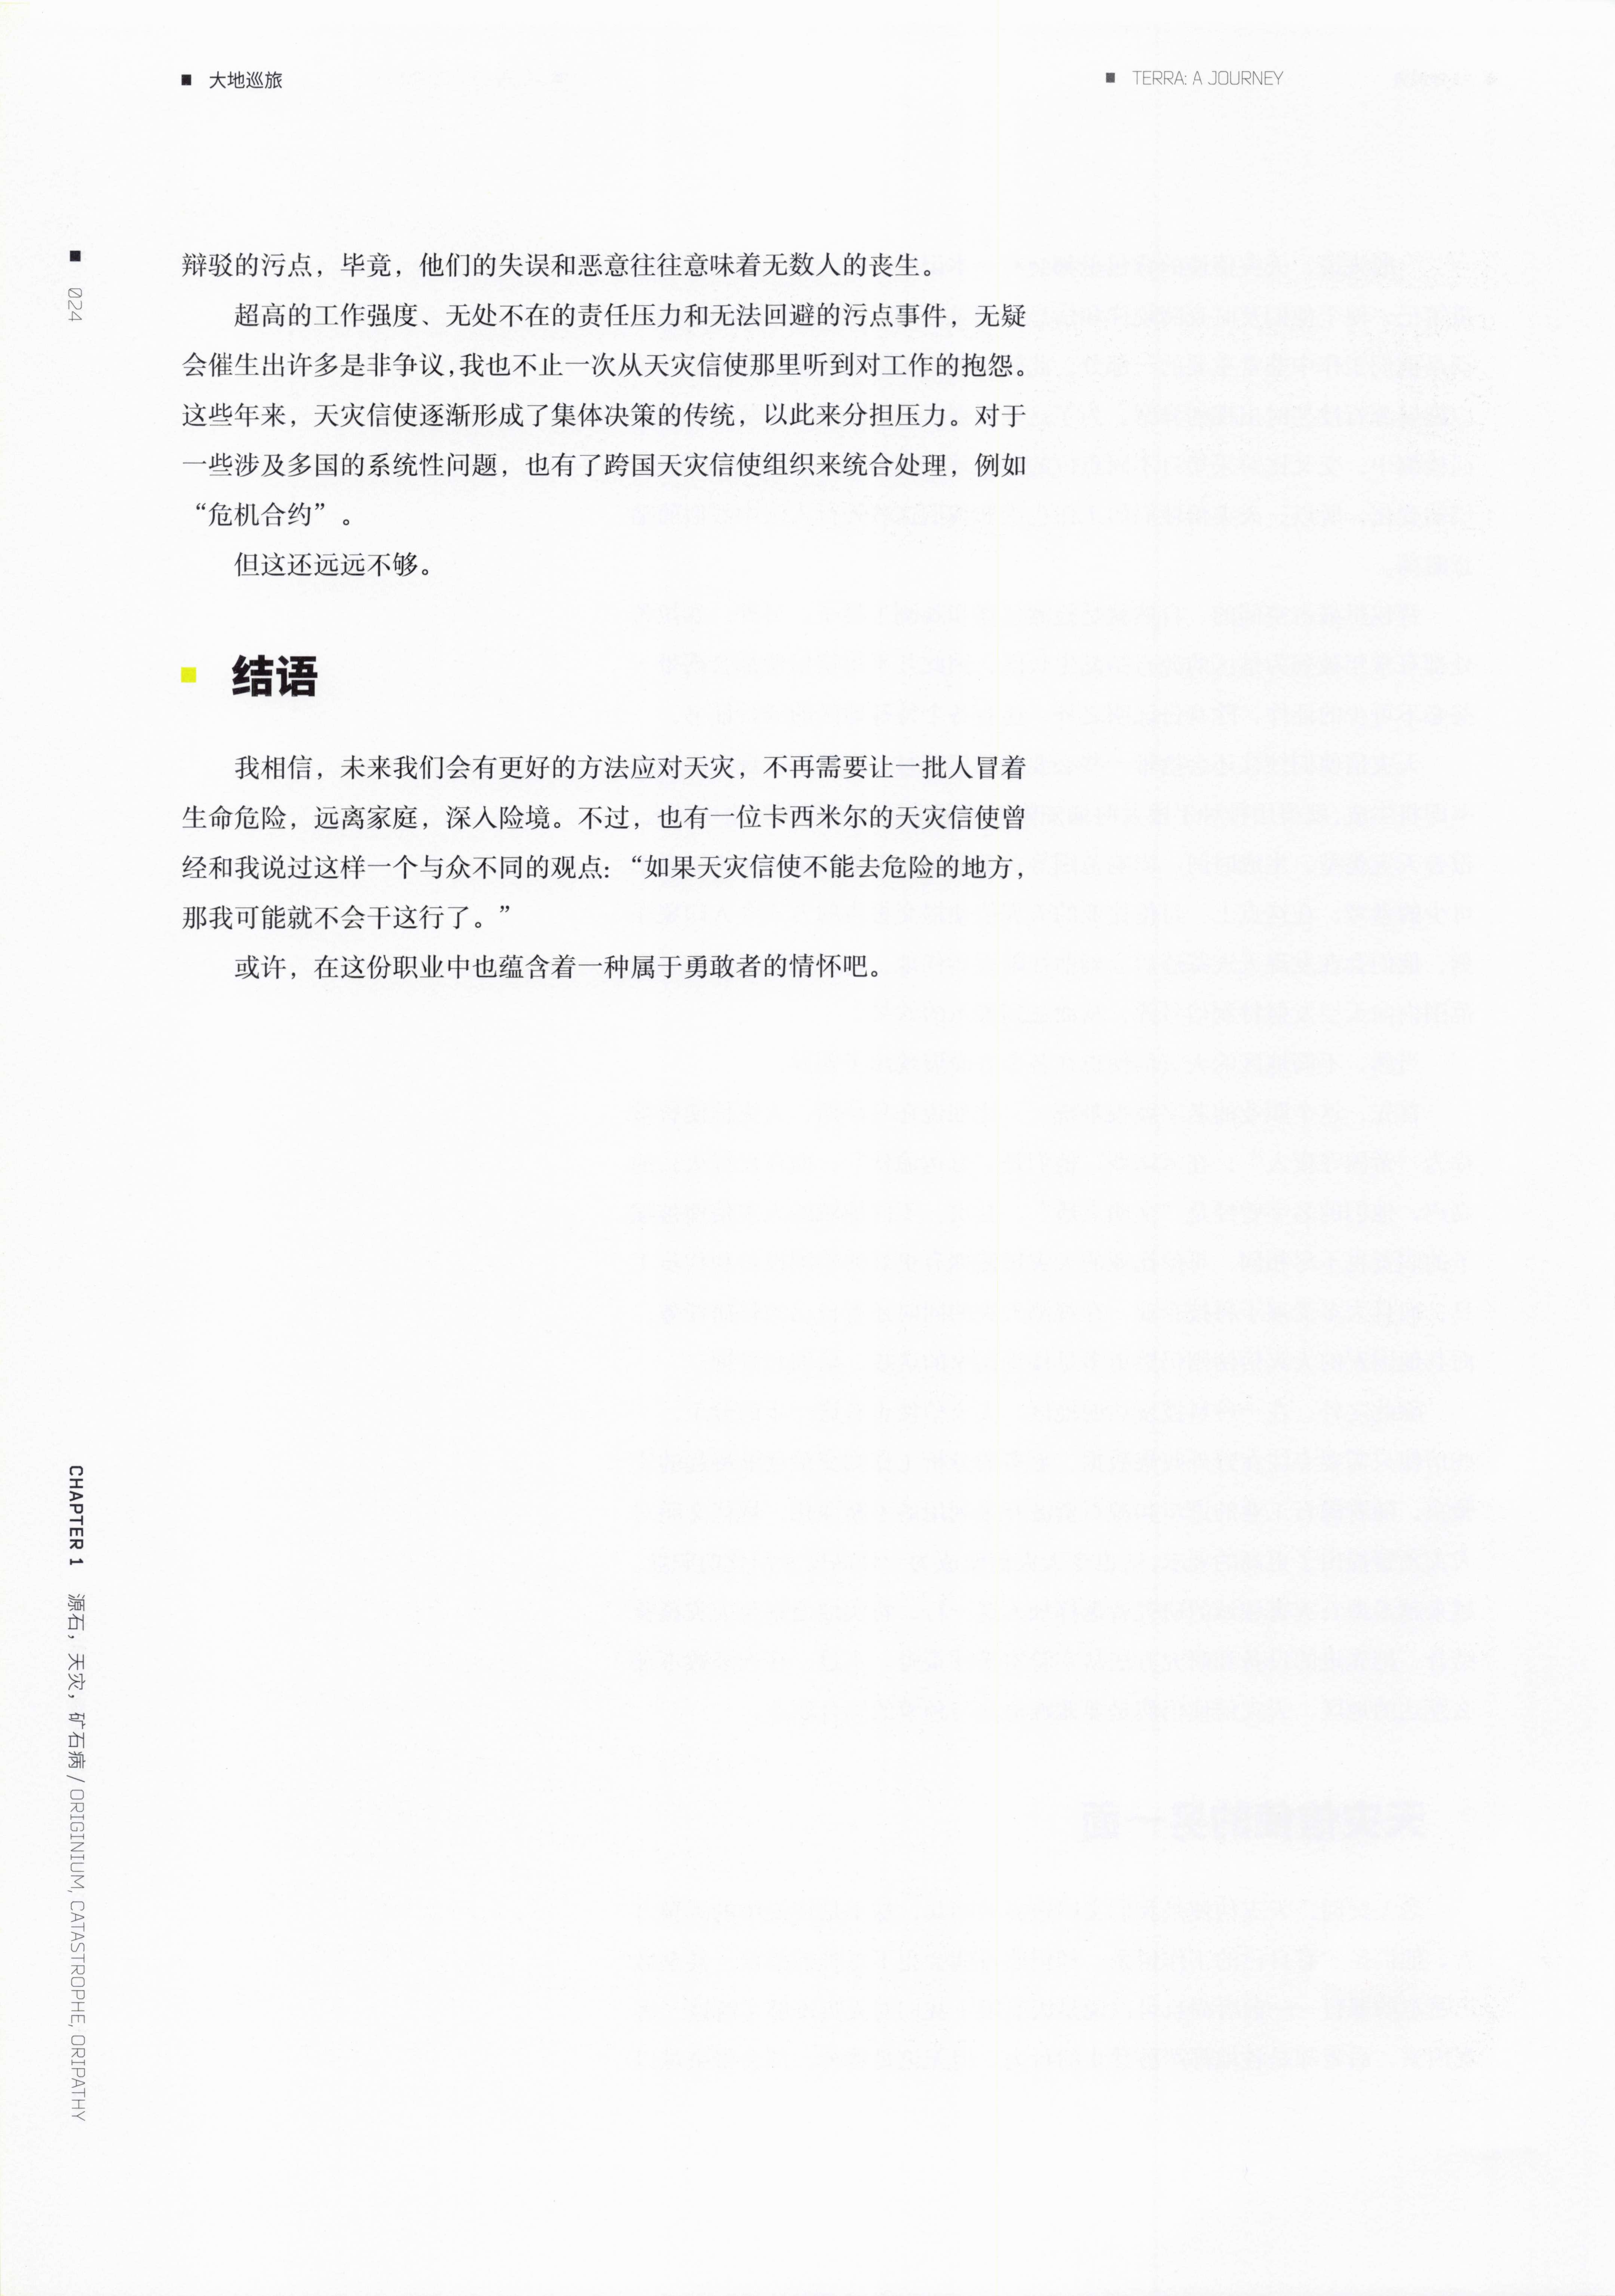 大地巡旅
TERRA: A JOURNEY
024
辩驳的污点，毕竟，他们的失误和恶意往往意味着无数人的丧生。
超高的工作强度、无处不在的责任压力和无法回避的污点事件，无疑
会催生出许多是非争议，我也不止一次从天灾信使那里听到对工作的抱怨。
这些年来，天灾信使逐渐形成了集体决策的传统，以此来分担压力。对于
一些涉及多国的系统性问题，也有了跨国天灾信使组织来统合处理，例如
“危机合约”。
但这还远远不够。
结语
我相信，未来我们会有更好的方法应对天灾，不再需要让一批人冒着
生命危险，远离家庭，深入险境。不过，也有一位卡西米尔的天灾信使曾
经和我说过这样一个与众不同的观点：“如果天灾信使不能去危险的地方，
那我可能就不会干这行了。”
或许，在这份职业中也蕴含着一种属于勇敢者的情怀吧。
CHAPTER 1 源石，天灾，矿石病 / ORIGINIUM, CATASTROPHE, ORIPATHY